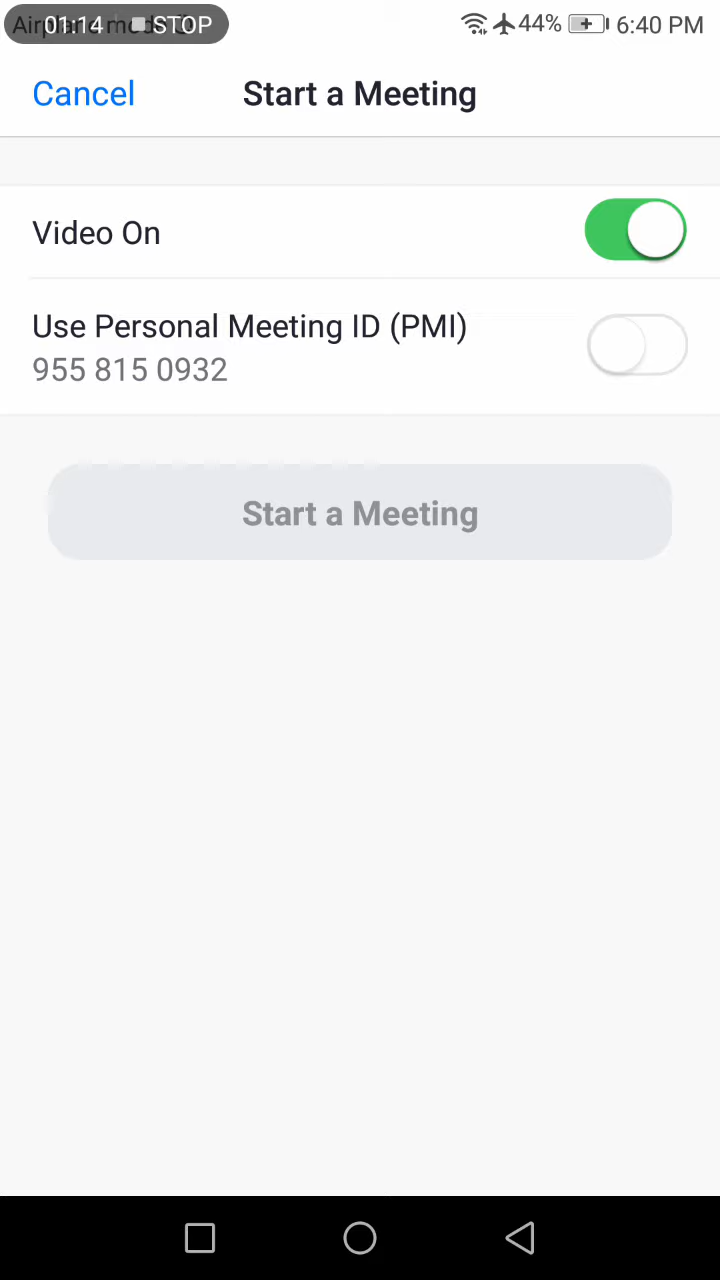 01:14 STOP
44% 6:40 PM
Cancel
Start a Meeting
Video On
Use Personal Meeting ID (PMI)
955 815 0932
Start a Meeting